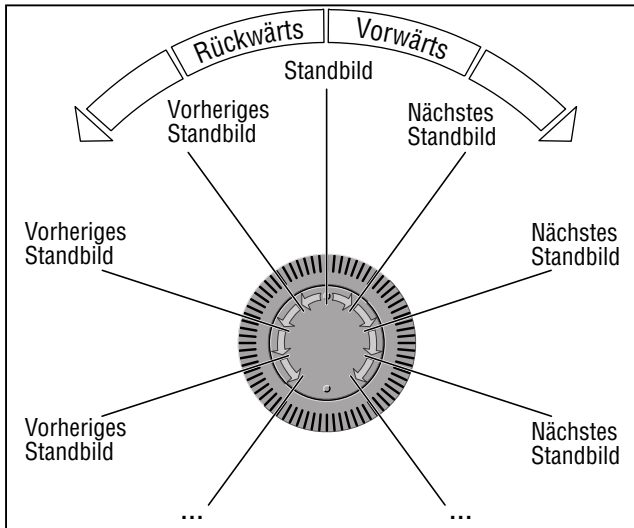 Rückwärts
Vorwärts
Standbild
Vorheriges
Standbild
Nächstes
Standbild
Vorheriges
Standbild
Nächstes
Standbild
Vorheriges
Standbild
Nächstes
Standbild
...
...